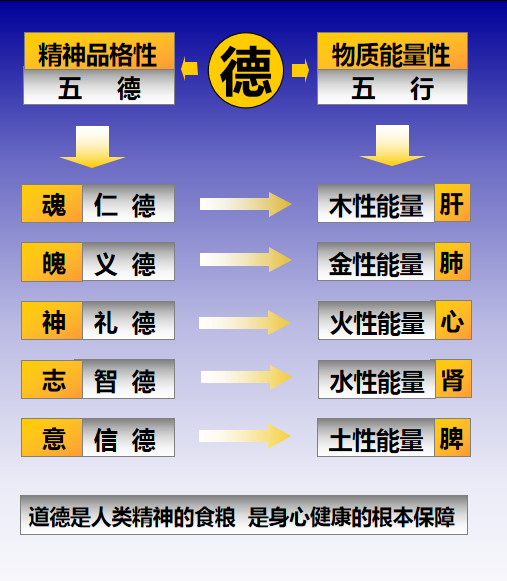 精神品格性 德 物质能量性
五 德 五 行
魂 仁 德 木性能量 肝
魄 义 德 金性能量 肺
神 礼 德 火性能量 心
志 智 德 水性能量 肾
意 信 德 土性能量 脾
道德是人类精神的食粮 是身心健康的根本保障